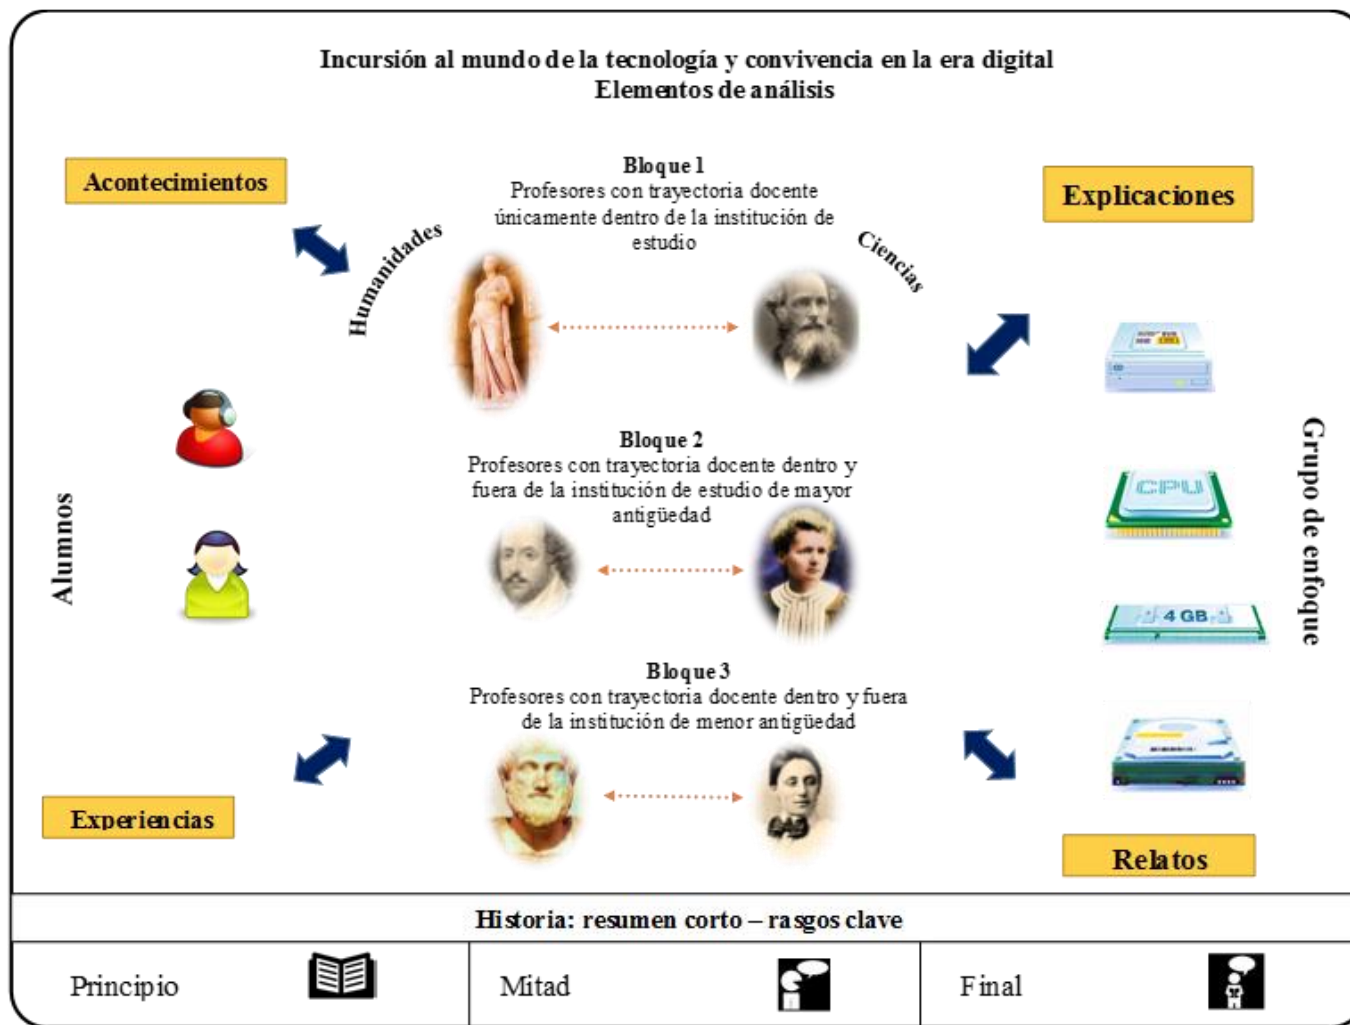 Incursión al mundo de la tecnología y convivencia en la era digital
Elementos de análisis
Acontecimientos
Explicaciones
Bloque 1
Profesores con trayectoria docente
únicamente dentro de la institución de
estudio
Humanidades
Ciencias
Bloque 2
Profesores con trayectoria docente dentro y
fuera de la institución de estudio de mayor
antigüedad
Alumnos
CPU
4 GB
Grupo de enfoque
Bloque 3
Profesores con trayectoria docente dentro y fuera
de la institución de menor antigüedad
Experiencias
Relatos
Historia: resumen corto – rasgos clave
Principio
Mitad
Final